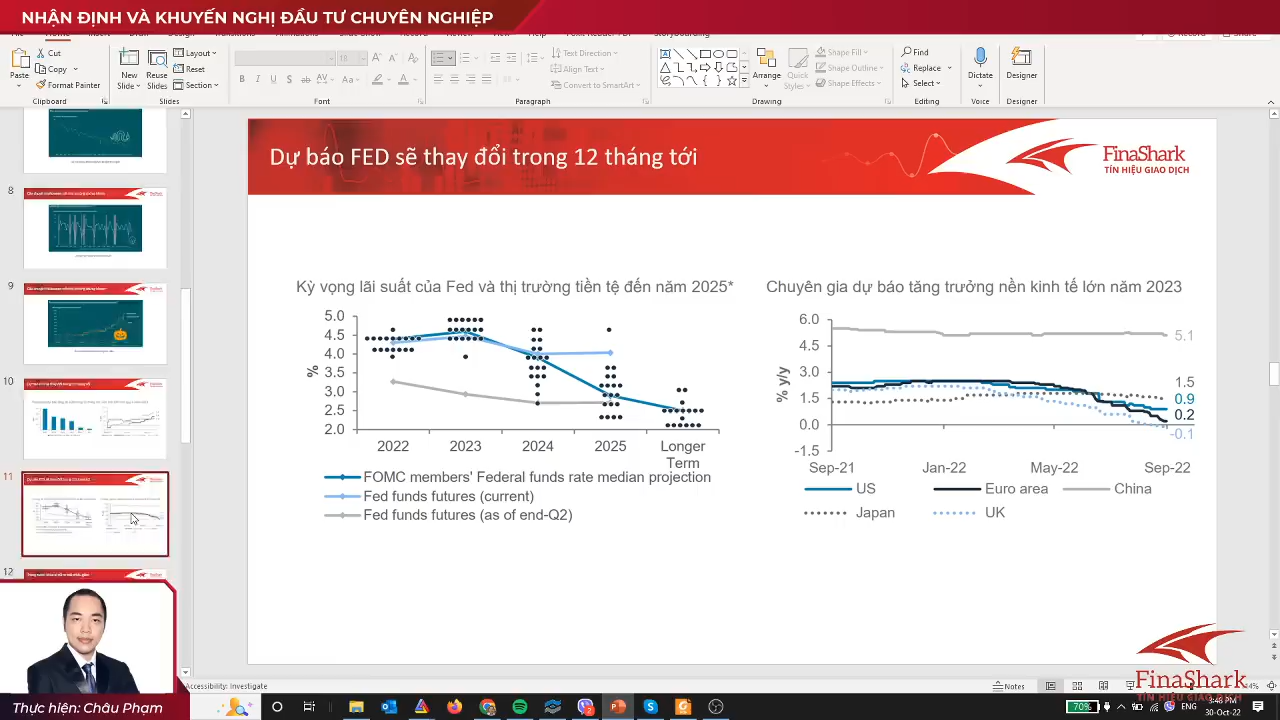 NHẬN ĐỊNH VÀ KHUYẾN NGHỊ ĐẦU TƯ CHUYÊN NGHIỆP
Paste
Cut
Copy
Format Painter
Clipboard
New
Slides
Reuse
Slides
Layout
Reset
Section
Slides
Font
Text Direction
Align Text
Convert to SmartArt
Paragraph
Arrange
Quick
Styles
Shape Fill
Shape Outline
Shape Effects
Drawing
Find
Replace
Select
Editing
Dictate
Voice
Designer
Designer
8
10
11
12
Dự báo FED sẽ thay đổi trong 12 tháng tới
FinaShark
TÍN HIỆU GIAO DỊCH
Kỳ vọng lãi suất của Fed và thị trường tiền tệ đến năm 2025*
%
5.0
4.5
4.0
3.5
3.0
2.5
2.0
2022
2023
2024
2025
Longer
Term
FOMC members' Federal funds rate median projection
Fed funds futures (current)
Fed funds futures (as of end-Q2)
Chuyên gia dự báo tăng trưởng nền kinh tế lớn năm 2023
% y/y
6.0
4.5
3.0
1.5
0.0
-1.5
5.1
1.5
0.9
0.2
-0.1
Sep-21
Jan-22
May-22
Sep-22
US
Euro area
China
Japan
UK
Thực hiện: Châu Phạm
Accessibility: Investigate
Notes
FinaShark
TÍN HIỆU GIAO DỊCH
70%
ENG
3:46 PM
30-Oct-22